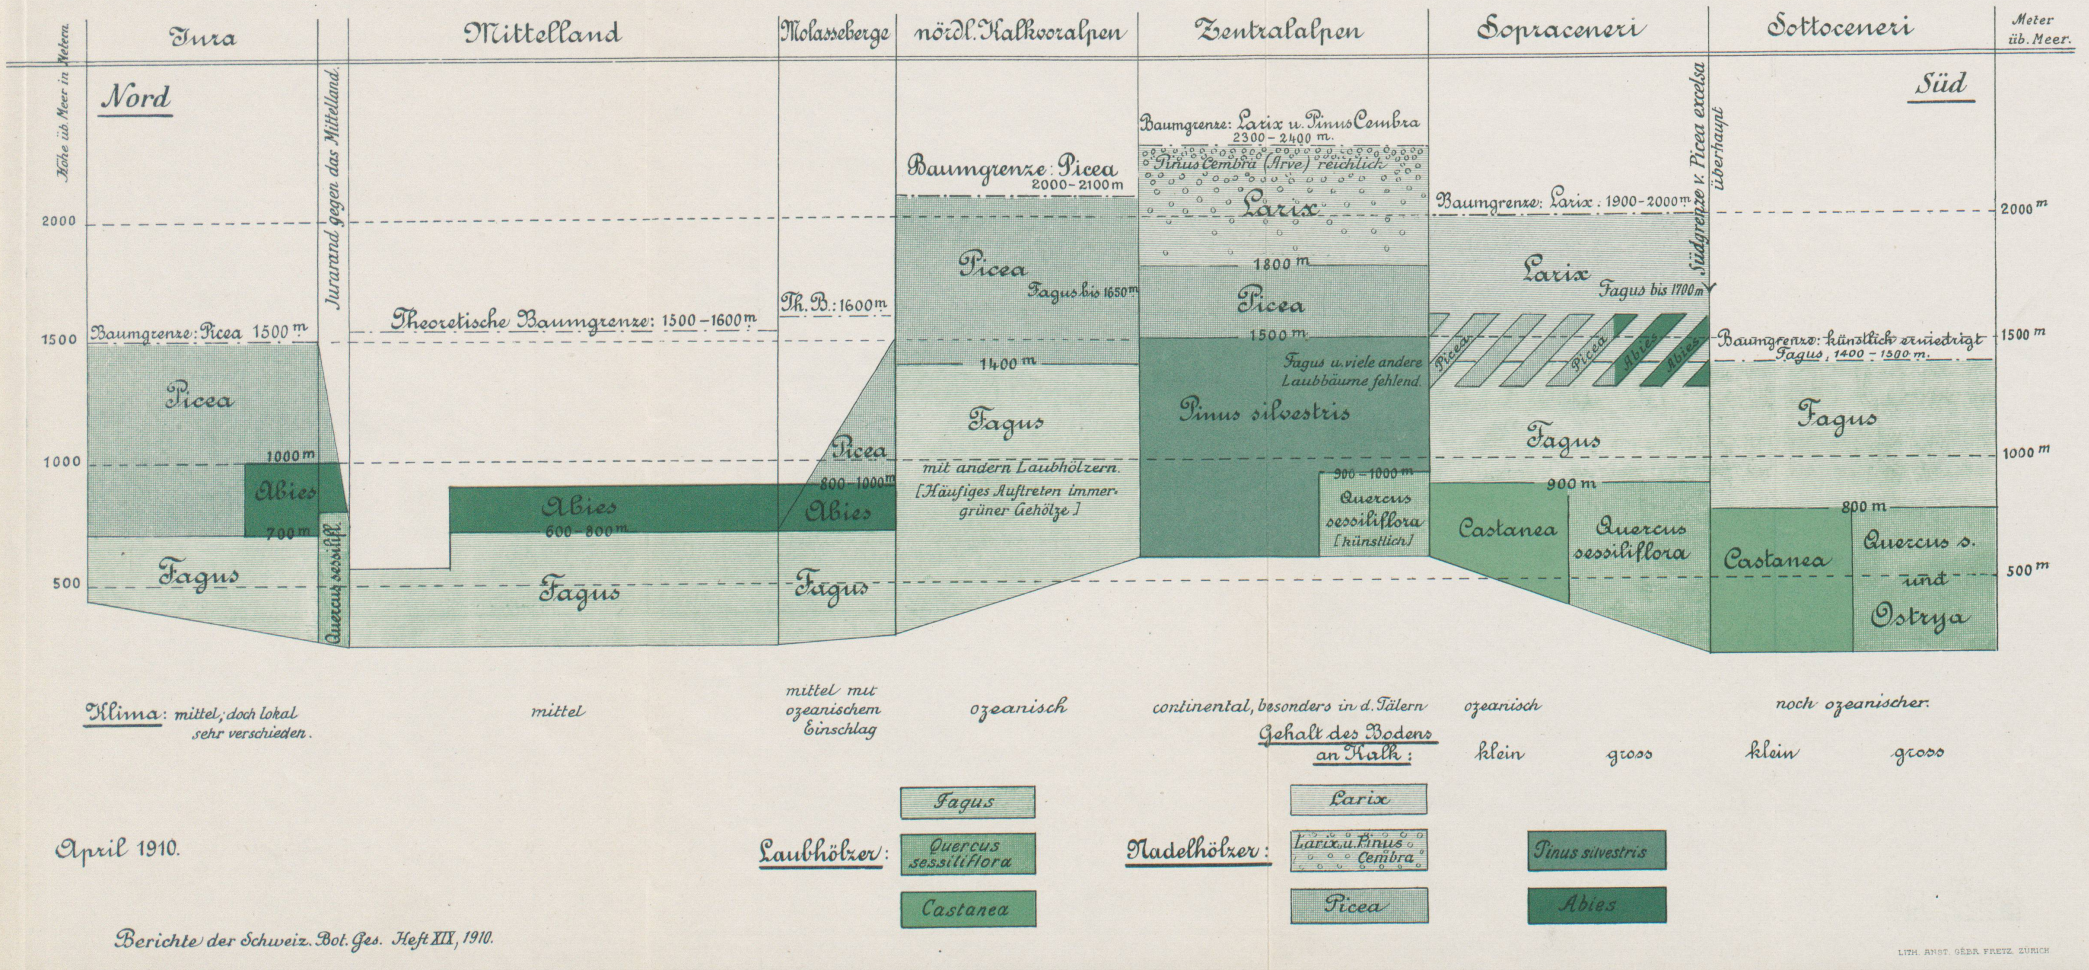 Höhe üb. Meer in Metern.
Jura
Mittelland
Molasseberge
nördl. Kalkvoralpen
Zentralalpen
Sopraceneri
Sottoceneri
Meter
üb. Meer.
Nord
Süd
Jurarand gegen das Mittelland.
Südgrenze v. Picea excelsa
überhaupt
2000
1500
1000
500
Baumgrenze: Picea 1500 m
Picea
1000 m
Abies
700 m
Fagus
Quercus sessilifl.
Theoretische Baumgrenze: 1500-1600 m
Abies
600-800 m
Fagus
Th. B.: 1600 m
Picea
800-1000 m
Abies
Fagus
Baumgrenze: Picea
2000-2100 m
Picea
Fagus bis 1650 m
1400 m
Fagus
mit andern Laubhölzern.
[Häufiges Auftreten immer-
grüner Gehölze]
Baumgrenze: Larix u. Pinus Cembra
2300-2400 m.
Pinus Cembra (Arve) reichlich
Larix
1800 m
Picea
1500 m
Fagus u. viele andere
Laubbäume fehlend.
Pinus silvestris
900-1000 m
Quercus
sessiliflora
[künstlich]
Baumgrenze: Larix: 1900-2000 m
Larix
Fagus bis 1700 m
Picea
Picea
Abies
Abies
Fagus
900 m
Castanea
Quercus
sessiliflora
Baumgrenze: künstlich erniedrigt
Fagus, 1400-1500 m.
Fagus
800 m
Castanea
Quercus s.
und
Ostrya
2000 m
1500 m
1000 m
500 m
Klima: mittel; doch lokal
sehr verschieden.
mittel
mittel mit
ozeanischem
Einschlag
ozeanisch
continental, besonders in d. Tälern
ozeanisch
noch ozeanischer.
Gehalt des Bodens
an Kalk:
klein
gross
klein
gross
April 1910.
Laubhölzer:
Fagus
Quercus
sessiliflora
Castanea
Nadelhölzer:
Larix
Larix u. Pinus
Cembra
Picea
Pinus silvestris
Abies
Berichte der Schweiz. Bot. Ges. Heft XIX, 1910.
LITH. ANST. GEBR. FRETZ. ZÜRICH